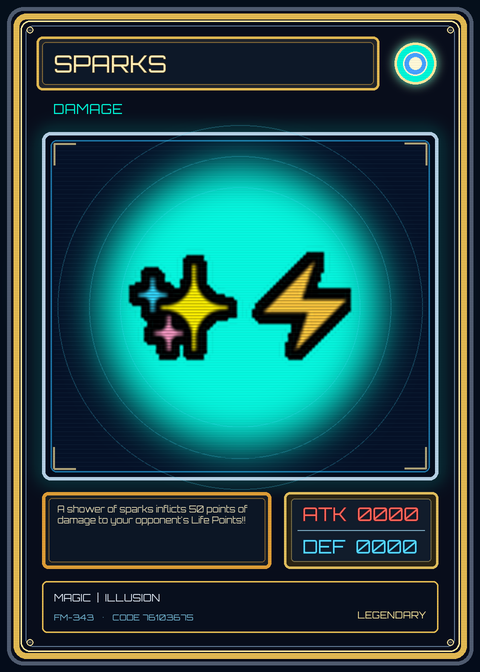 SPARKS
DAMAGE
A shower of sparks inflicts 50 points of
damage to your opponent's Life Points!!
ATK 0000
DEF 0000
MAGIC | ILLUSION
FM-343 · CODE 76103675
LEGENDARY